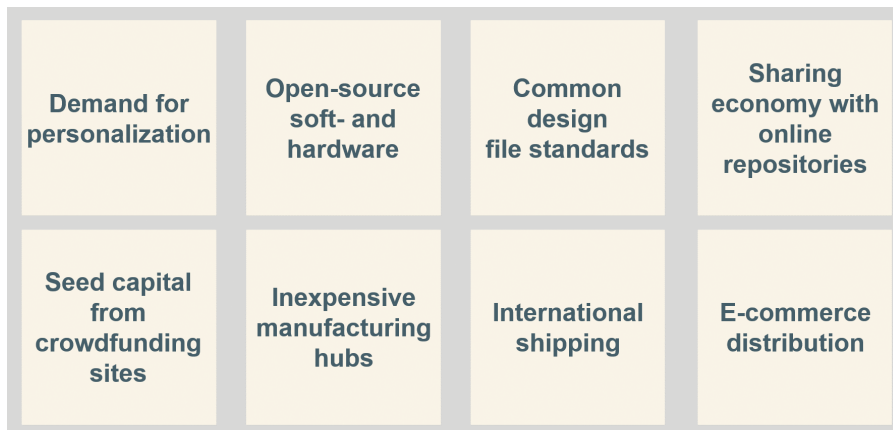 Demand for
personalization
Open-source
soft- and
hardware
Common
design
file standards
Sharing
economy with
online
repositories
Seed capital
from
crowdfunding
sites
Inexpensive
manufacturing
hubs
International
shipping
E-commerce
distribution